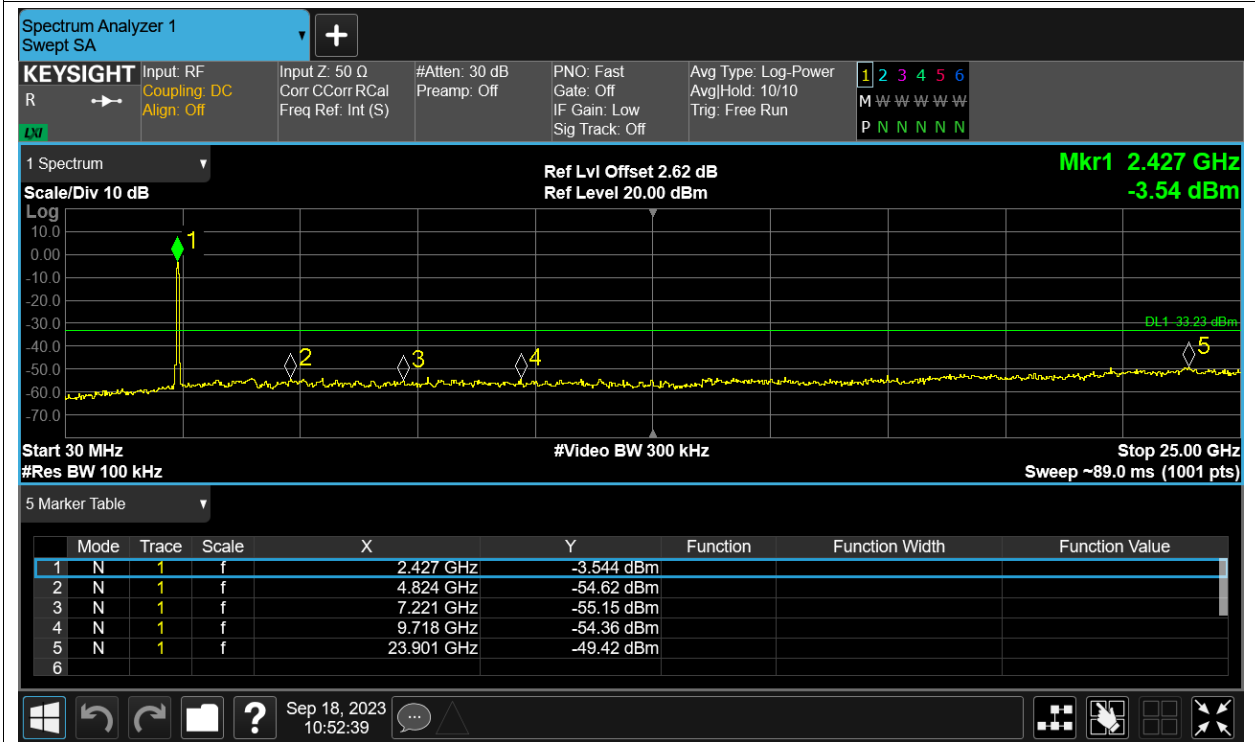 Spectrum Analyzer 1
Swept SA
+
KEYSIGHT Input: RF Input Z: 50 Ω #Atten: 30 dB PNO: Fast Avg Type: Log-Power 1 2 3 4 5 6
R Coupling: DC Corr CCorr RCal Preamp: Off Gate: Off Avg|Hold: 10/10 M W W W W W
Align: Off Freq Ref: Int (S) IF Gain: Low Trig: Free Run
LXI Sig Track: Off P N N N N N
1 Spectrum Ref Lvl Offset 2.62 dB Mkr1 2.427 GHz
Scale/Div 10 dB Ref Level 20.00 dBm -3.54 dBm
Log
10.0
0.00
-10.0
-20.0
-30.0
-40.0
-50.0
-60.0
-70.0
1
DL1 -33.23 dBm
2 3 4 5
Start 30 MHz #Video BW 300 kHz Stop 25.00 GHz
#Res BW 100 kHz Sweep ~89.0 ms (1001 pts)
5 Marker Table
Mode Trace Scale X Y Function Function Width Function Value
1 N 1 f 2.427 GHz -3.544 dBm
2 N 1 f 4.824 GHz -54.62 dBm
3 N 1 f 7.221 GHz -55.15 dBm
4 N 1 f 9.718 GHz -54.36 dBm
5 N 1 f 23.901 GHz -49.42 dBm
6
? Sep 18, 2023
10:52:39